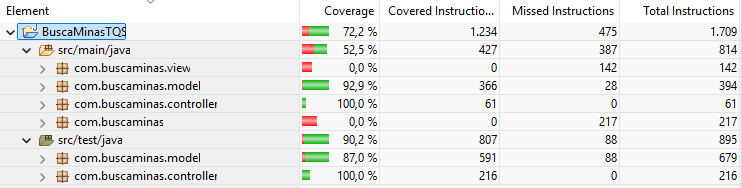 Element Coverage Covered Instructio... Missed Instructions Total Instructions
BuscaMinasTQS 72,2 % 1.234 475 1.709
src/main/java 52,5 % 427 387 814
com.buscaminas.view 0,0 % 0 142 142
com.buscaminas.model 92,9 % 366 28 394
com.buscaminas.controller 100,0 % 61 0 61
com.buscaminas 0,0 % 0 217 217
src/test/java 90,2 % 807 88 895
com.buscaminas.model 87,0 % 591 88 679
com.buscaminas.controller 100,0 % 216 0 216